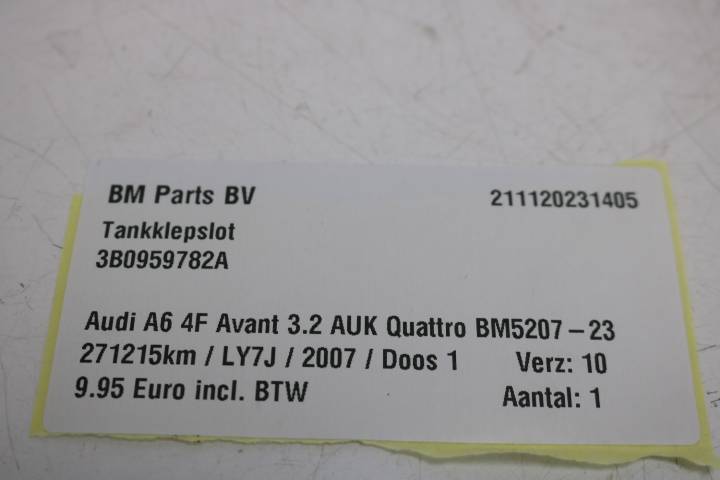 BM Parts BV 211120231405
Tankklepslot
3B0959782A
Audi A6 4F Avant 3.2 AUK Quattro BM5207-23
271215km / LY7J / 2007 / Doos 1 Verz: 10
9.95 Euro incl. BTW Aantal: 1